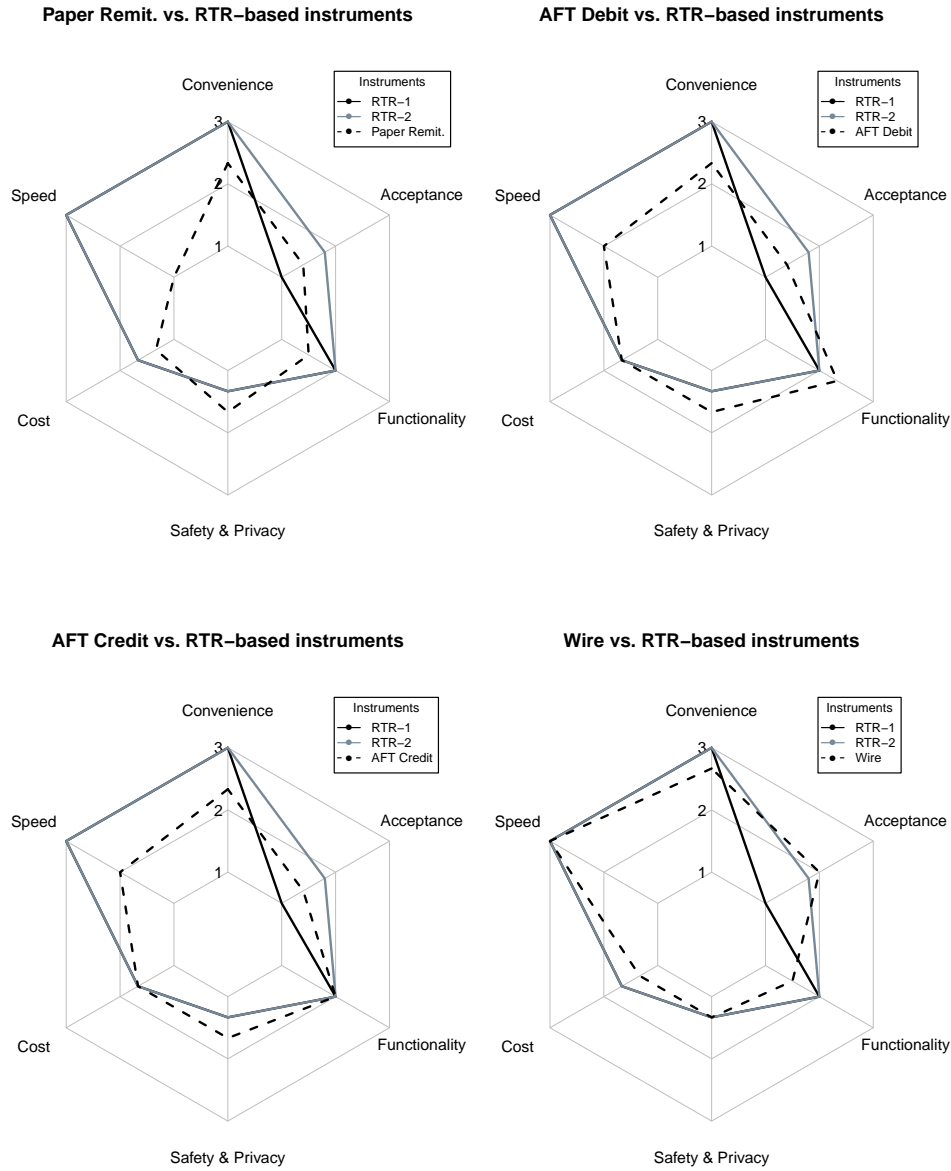 Paper Remit. vs. RTR−based instruments
Convenience
Instruments
RTR−1
RTR−2
Paper Remit.
3
2
1
Speed
Acceptance
Cost
Functionality
Safety & Privacy
AFT Debit vs. RTR−based instruments
Convenience
Instruments
RTR−1
RTR−2
AFT Debit
3
2
1
Speed
Acceptance
Cost
Functionality
Safety & Privacy
AFT Credit vs. RTR−based instruments
Convenience
Instruments
RTR−1
RTR−2
AFT Credit
3
2
1
Speed
Acceptance
Cost
Functionality
Safety & Privacy
Wire vs. RTR−based instruments
Convenience
Instruments
RTR−1
RTR−2
Wire
3
2
1
Speed
Acceptance
Cost
Functionality
Safety & Privacy